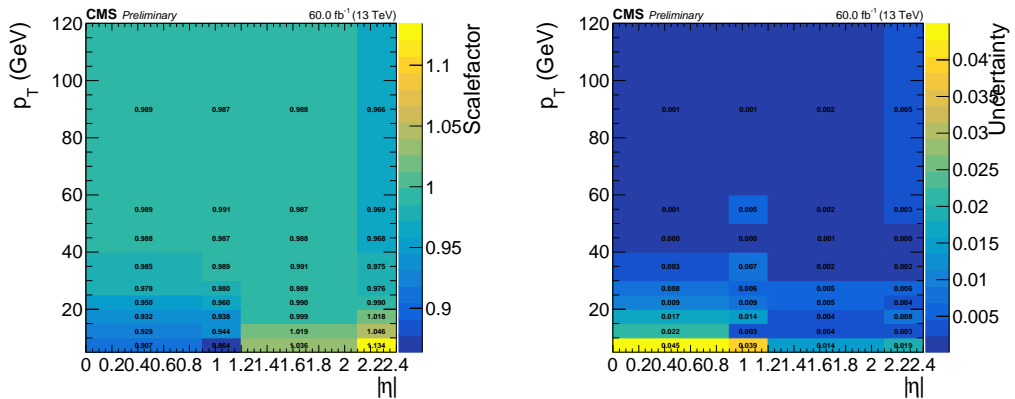 CMS Preliminary 60.0 fb⁻¹ (13 TeV)
p_T (GeV)
120
100
80
60
40
20
0.989 0.987 0.988 0.966
0.989 0.991 0.987 0.969
0.988 0.987 0.988 0.968
0.985 0.989 0.991 0.975
0.978 0.980 0.989 0.976
0.950 0.960 0.990 0.990
0.932 0.938 0.999 1.018
0.929 0.944 1.019 1.046
0.907 0.864 1.036 1.134
0 0.2 0.4 0.6 0.8 1 1.2 1.4 1.6 1.8 2 2.2 2.4
|η|
1.1
1.05
1
0.95
0.9
Scalefactor
CMS Preliminary 60.0 fb⁻¹ (13 TeV)
p_T (GeV)
120
100
80
60
40
20
0.001 0.001 0.002 0.005
0.001 0.005 0.002 0.003
0.000 0.000 0.001 0.000
0.003 0.007 0.002 0.002
0.008 0.006 0.005 0.006
0.009 0.009 0.005 0.004
0.017 0.014 0.004 0.008
0.022 0.003 0.004 0.003
0.045 0.039 0.014 0.019
0 0.2 0.4 0.6 0.8 1 1.2 1.4 1.6 1.8 2 2.2 2.4
|η|
0.04
0.035
0.03
0.025
0.02
0.015
0.01
0.005
Uncertainty